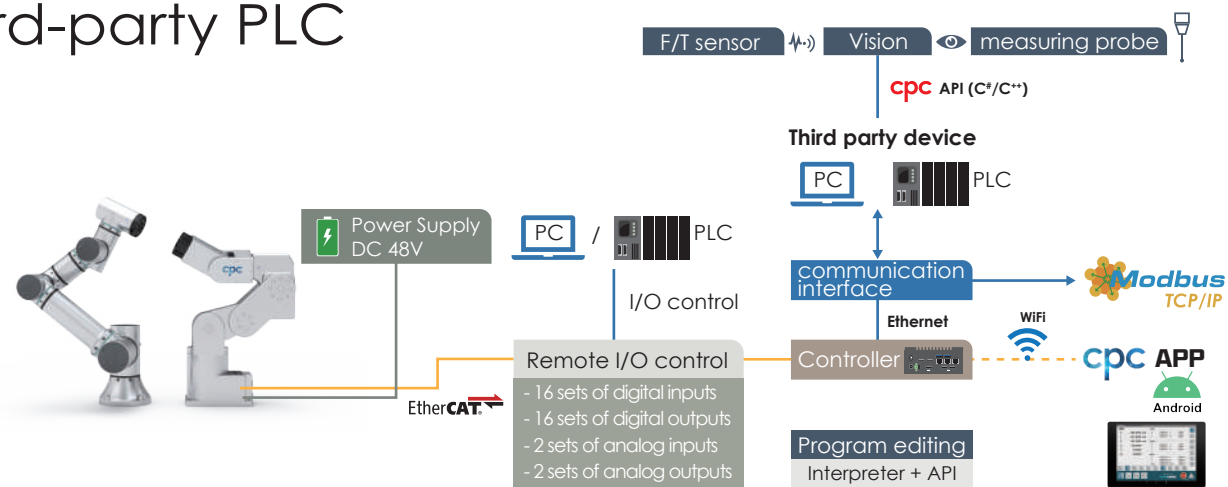 rd-party PLC
F/T sensor
Vision
measuring probe
cpc API (C#/C++)
Third party device
PC
PLC
Power Supply
DC 48V
cpc
PC / PLC
I/O control
communication
interface
Modbus
TCP/IP
Ethernet
WiFi
Remote I/O control
Controller
cpc APP
Android
EtherCAT.
- 16 sets of digital inputs
- 16 sets of digital outputs
- 2 sets of analog inputs
- 2 sets of analog outputs
Program editing
Interpreter + API